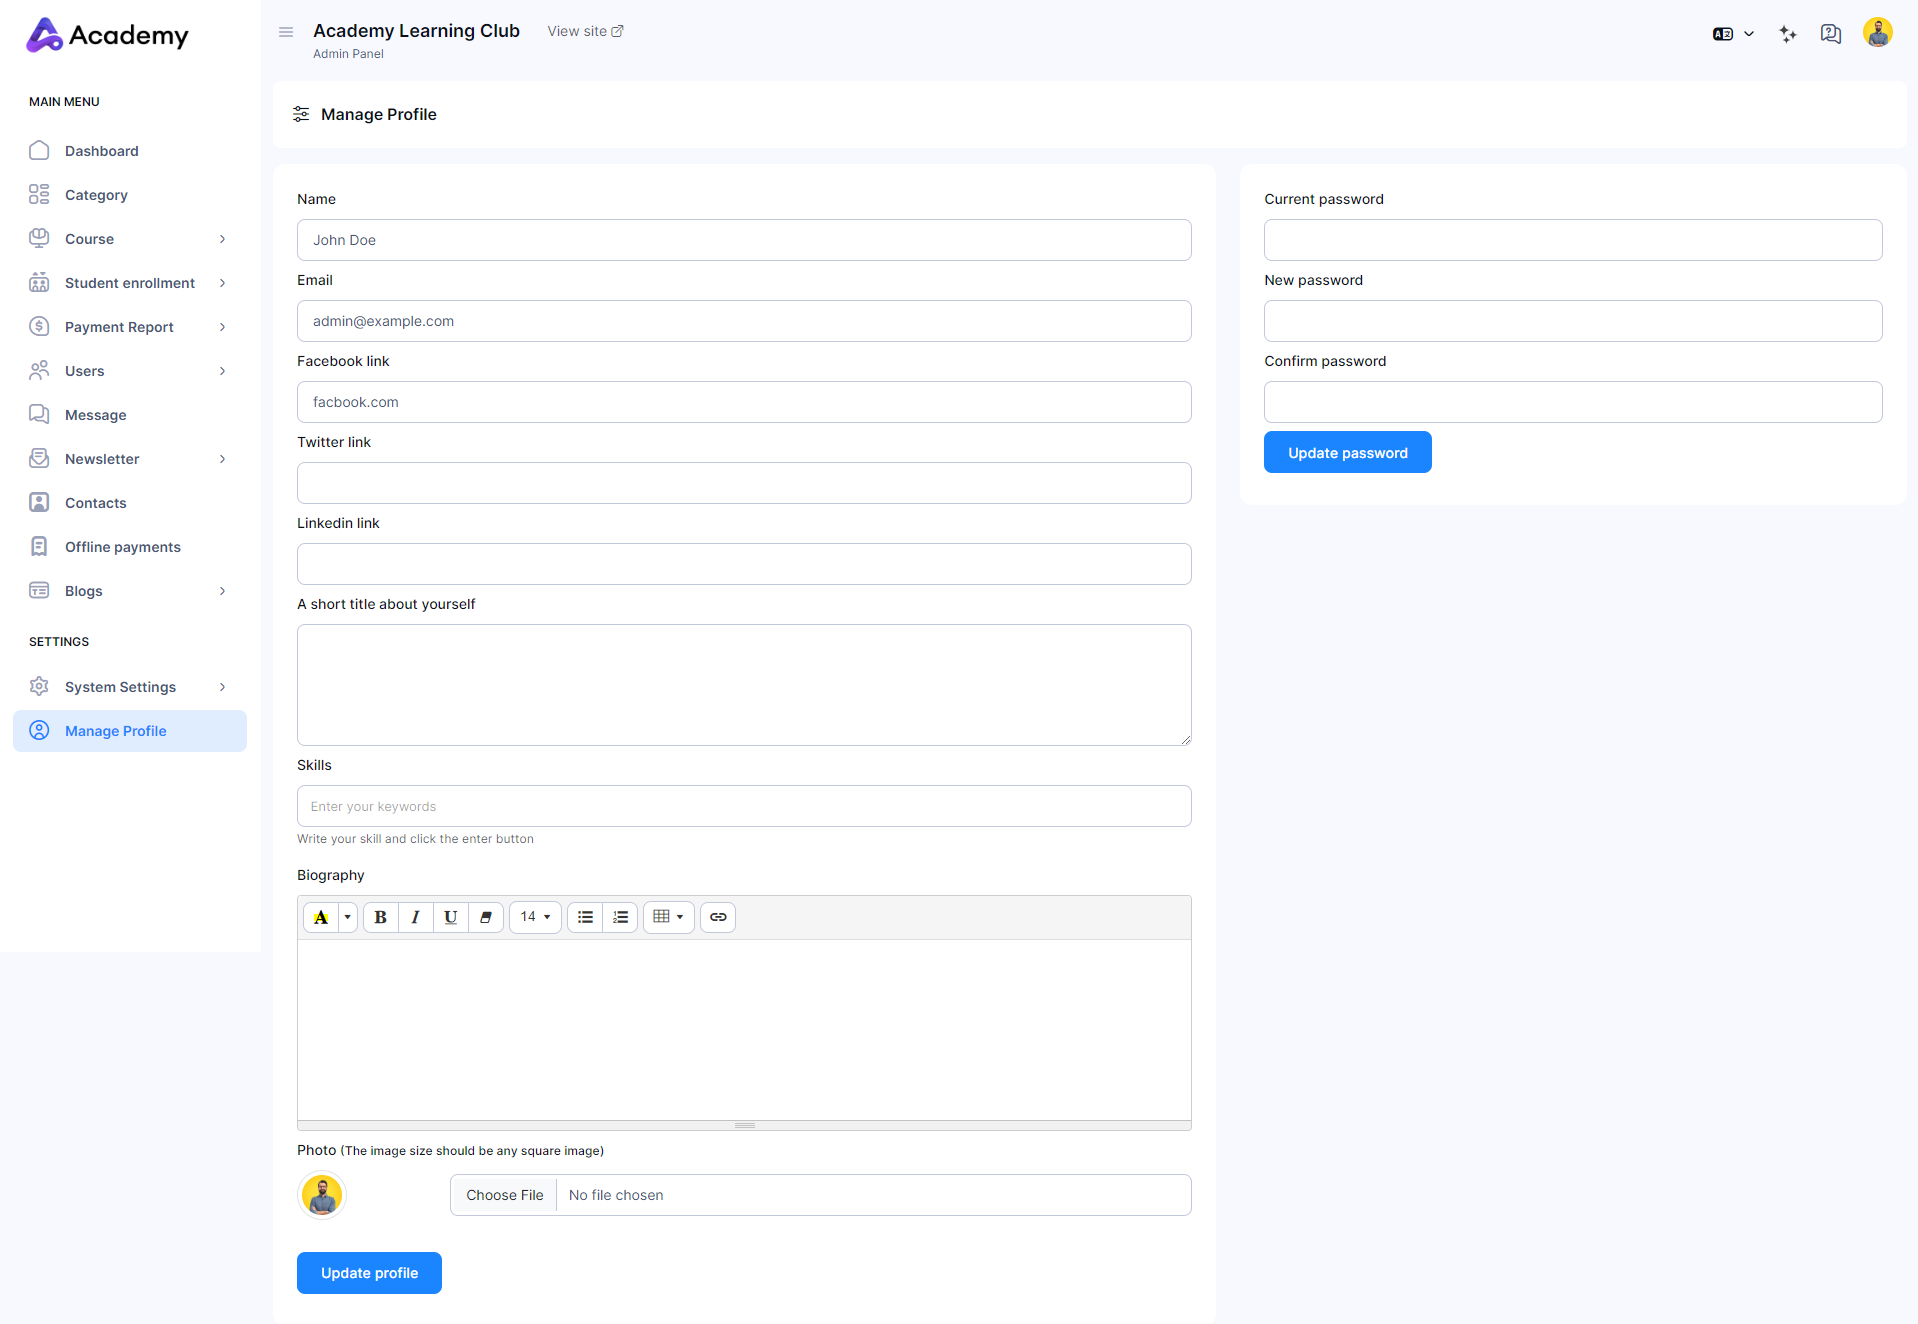 Academy
MAIN MENU
Dashboard
Category
Course
Student enrollment
Payment Report
Users
Message
Newsletter
Contacts
Offline payments
Blogs
SETTINGS
System Settings
Manage Profile
Academy Learning Club
View site
Admin Panel
Manage Profile
Name
John Doe
Email
admin@example.com
Facebook link
facbook.com
Twitter link
Linkedin link
A short title about yourself
Skills
Enter your keywords
Write your skill and click the enter button
Biography
A B I U 14
Photo (The image size should be any square image)
Choose File No file chosen
Update profile
Current password
New password
Confirm password
Update password